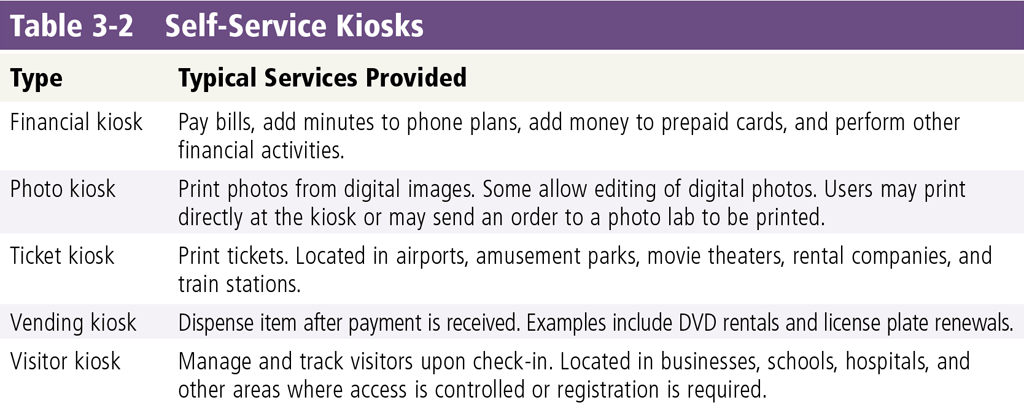 Table 3-2 Self-Service Kiosks
Type Typical Services Provided
Financial kiosk Pay bills, add minutes to phone plans, add money to prepaid cards, and perform other
financial activities.
Photo kiosk Print photos from digital images. Some allow editing of digital photos. Users may print
directly at the kiosk or may send an order to a photo lab to be printed.
Ticket kiosk Print tickets. Located in airports, amusement parks, movie theaters, rental companies, and
train stations.
Vending kiosk Dispense item after payment is received. Examples include DVD rentals and license plate renewals.
Visitor kiosk Manage and track visitors upon check-in. Located in businesses, schools, hospitals, and
other areas where access is controlled or registration is required.